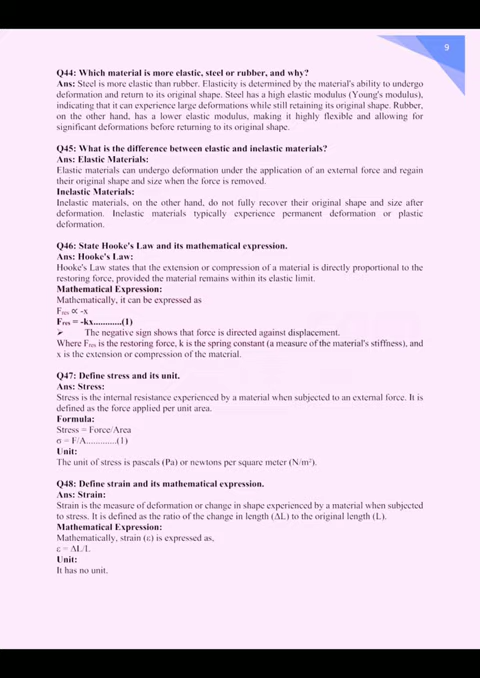 9
Q44: Which material is more elastic, steel or rubber, and why?
Ans: Steel is more elastic than rubber. Elasticity is determined by the material's ability to undergo
deformation and return to its original shape. Steel has a high elastic modulus (Young's modulus),
indicating that it can experience large deformations while still retaining its original shape. Rubber,
on the other hand, has a lower elastic modulus, making it highly flexible and allowing for
significant deformations before returning to its original shape.
Q45: What is the difference between elastic and inelastic materials?
Ans: Elastic Materials:
Elastic materials can undergo deformation under the application of an external force and regain
their original shape and size when the force is removed.
Inelastic Materials:
Inelastic materials, on the other hand, do not fully recover their original shape and size after
deformation. Inelastic materials typically experience permanent deformation or plastic
deformation.
Q46: State Hooke's Law and its mathematical expression.
Ans: Hooke's Law:
Hooke's Law states that the extension or compression of a material is directly proportional to the
restoring force, provided the material remains within its elastic limit.
Mathematical Expression:
Mathematically, it can be expressed as
Fres ∝ -x
Fres = -kx...........(1)
➢ The negative sign shows that force is directed against displacement.
Where Fres is the restoring force, k is the spring constant (a measure of the material's stiffness), and
x is the extension or compression of the material.
Q47: Define stress and its unit.
Ans: Stress:
Stress is the internal resistance experienced by a material when subjected to an external force. It is
defined as the force applied per unit area.
Formula:
Stress = Force/Area
σ = F/A............(1)
Unit:
The unit of stress is pascals (Pa) or newtons per square meter (N/m²).
Q48: Define strain and its mathematical expression.
Ans: Strain:
Strain is the measure of deformation or change in shape experienced by a material when subjected
to stress. It is defined as the ratio of the change in length (ΔL) to the original length (L).
Mathematical Expression:
Mathematically, strain (ε) is expressed as,
ε = ΔL/L
Unit:
It has no unit.